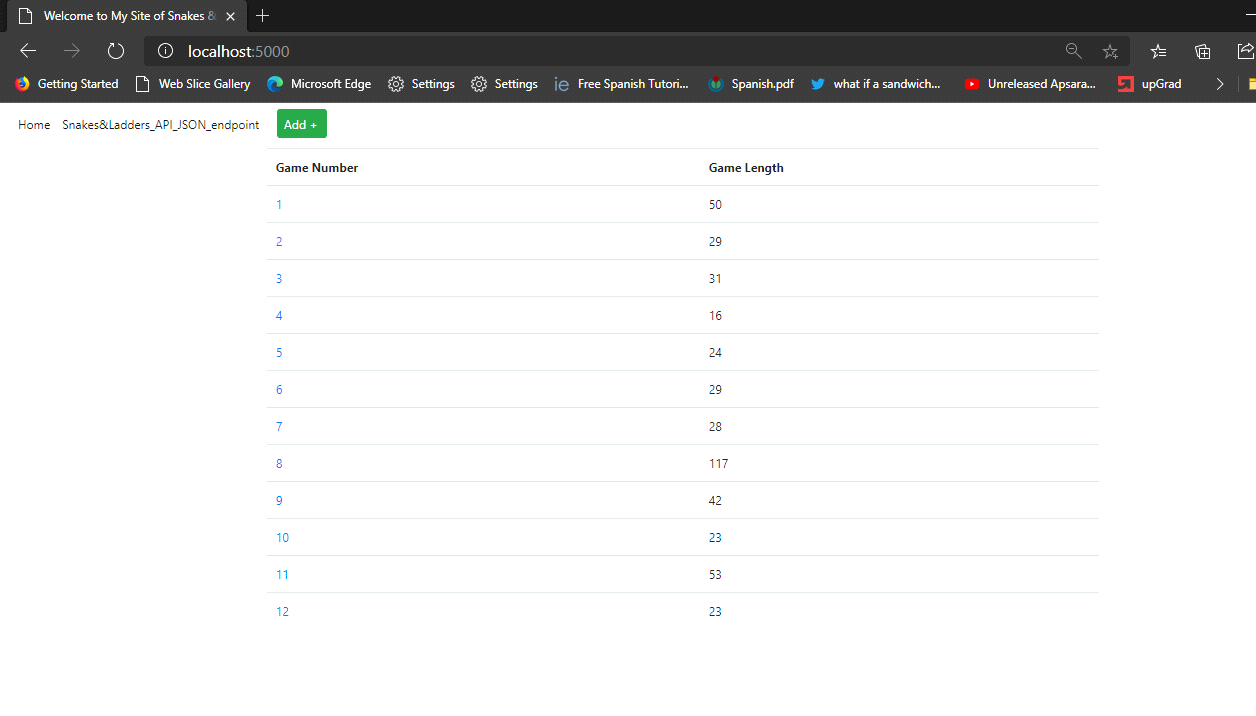 Welcome to My Site of Snakes &
localhost:5000
Getting Started Web Slice Gallery Microsoft Edge Settings Settings Free Spanish Tutori... Spanish.pdf what if a sandwich... Unreleased Apsara... upGrad
Home Snakes&Ladders_API_JSON_endpoint Add +
Game Number Game Length
1 50
2 29
3 31
4 16
5 24
6 29
7 28
8 117
9 42
10 23
11 53
12 23